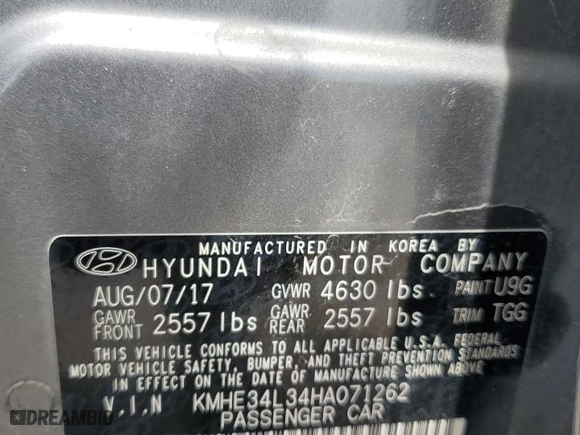 MANUFACTURED IN KOREA BY
HYUNDAI MOTOR COMPANY
AUG/07/17 GVWR 4630 lbs PAINT U9G
GAWR FRONT 2557 lbs GAWR REAR 2557 lbs TRIM TGG
THIS VEHICLE CONFORMS TO ALL APPLICABLE U.S.A. FEDERAL
MOTOR VEHICLE SAFETY, BUMPER, AND THEFT PREVENTION STANDARDS
IN EFFECT ON THE DATE OF MANUFACTURE SHOWN ABOVE.
V.I.N KMHE34L34HA071262
PASSENGER CAR
DREAMBID